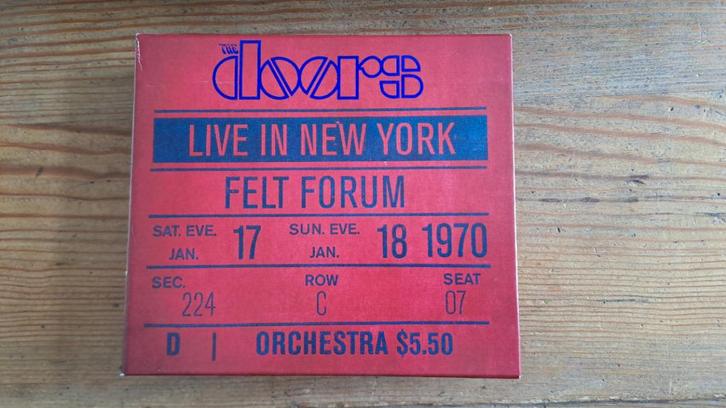 THE
doors
LIVE IN NEW YORK
FELT FORUM
SAT. EVE. JAN. 17 SUN. EVE. JAN. 18 1970
SEC. ROW SEAT
224 C 07
D | ORCHESTRA $5.50